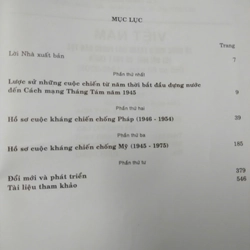 MỤC LỤC
Trang
Lời Nhà xuất bản 7
Phần thứ nhất
Lược sử những cuộc chiến từ năm thời bắt đầu dựng nước
đến Cách mạng Tháng Tám năm 1945 9
Phần thứ hai
Hồ sơ cuộc kháng chiến chống Pháp (1946 - 1954) 39
Phần thứ ba
Hồ sơ cuộc kháng chiến chống Mỹ (1945 - 1975) 185
Phần thứ tư
Đổi mới và phát triển 379
Tài liệu tham khảo 546